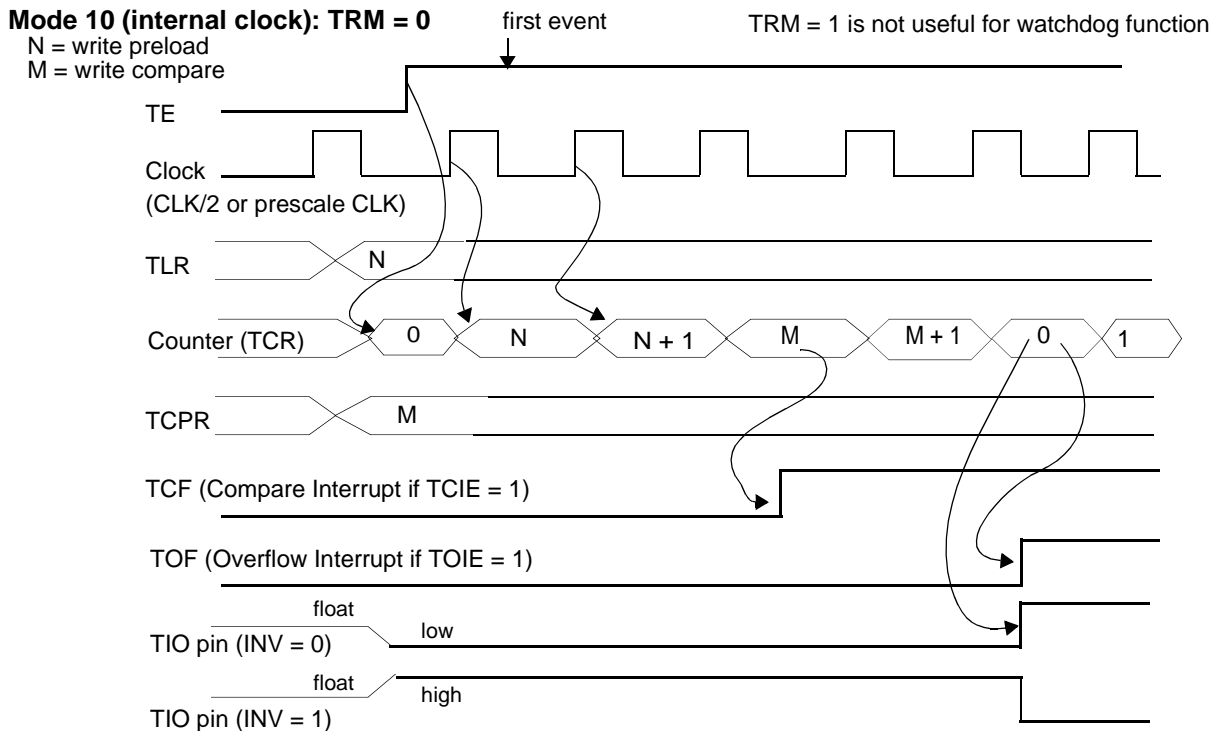 Mode 10 (internal clock): TRM = 0
first event
TRM = 1 is not useful for watchdog function
N = write preload
M = write compare
TE
Clock
(CLK/2 or prescale CLK)
TLR
N
Counter (TCR)
0
N
N + 1
M
M + 1
0
1
TCPR
M
TCF (Compare Interrupt if TCIE = 1)
TOF (Overflow Interrupt if TOIE = 1)
float
low
TIO pin (INV = 0)
float
high
TIO pin (INV = 1)